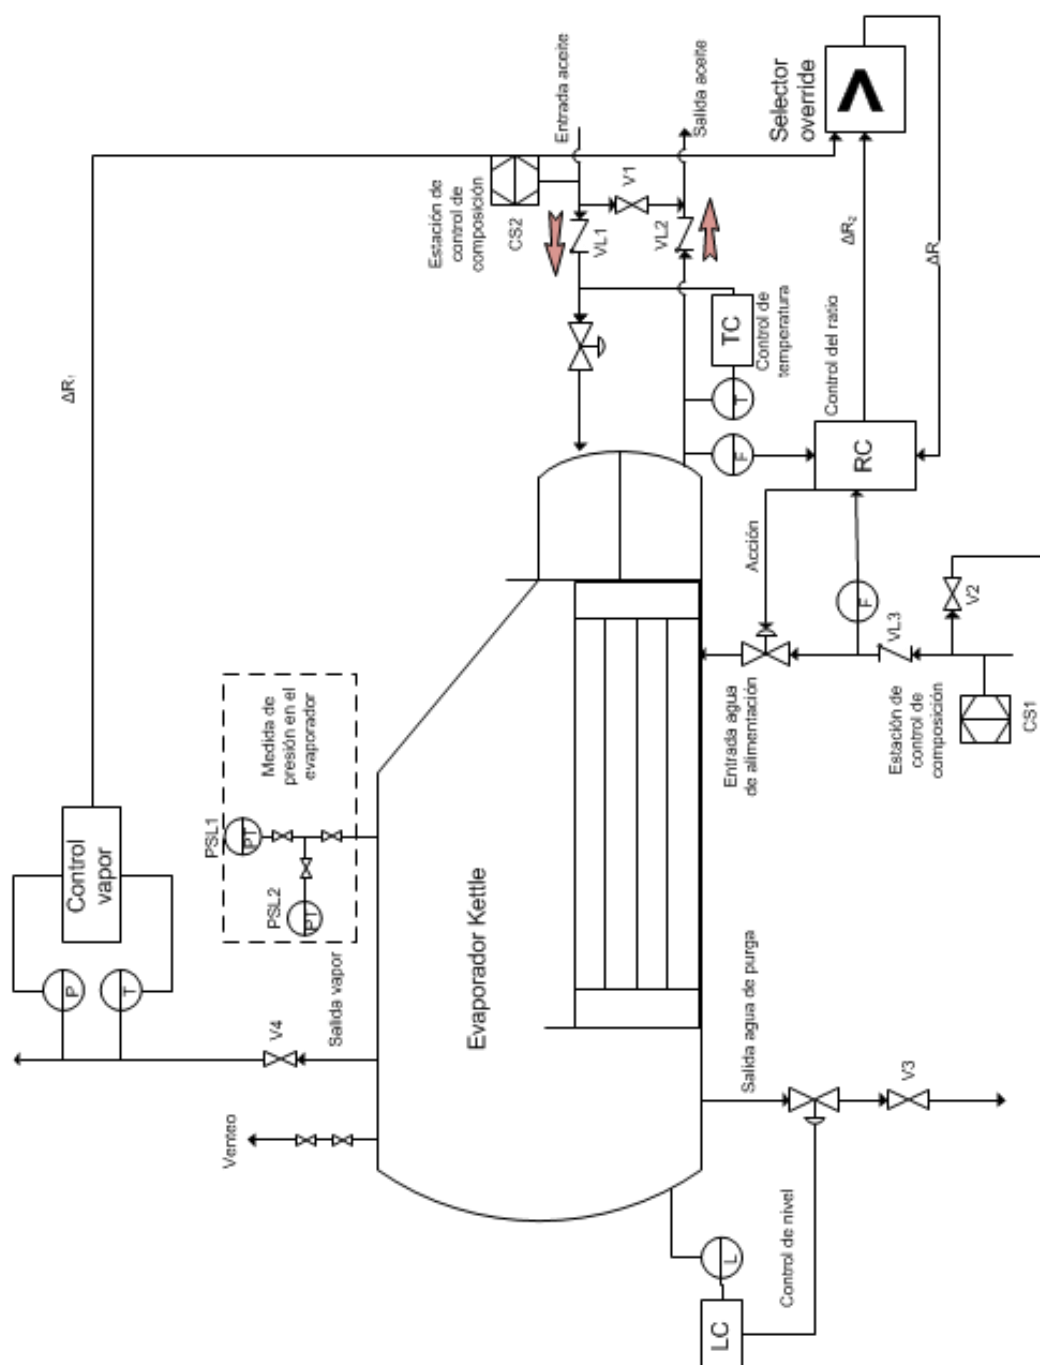 P
T
Control
vapor
ΔR₁
Venteo
V4
Salida vapor
PSL1
PT
PSL2
PT
Medida de
presión en el
evaporador
Evaporador Kettle
Estación de
control de
composición
CS2
Entrada aceite
VL1
V1
VL2
Salida aceite
L
LC
Control de nivel
Salida agua de purga
V3
Entrada agua
de alimentación
Acción
F
T
TC
Control de
temperatura
Control del ratio
RC
F
VL3
V2
Estación de
control de
composición
CS1
ΔR₂
ΔR
Selector
override